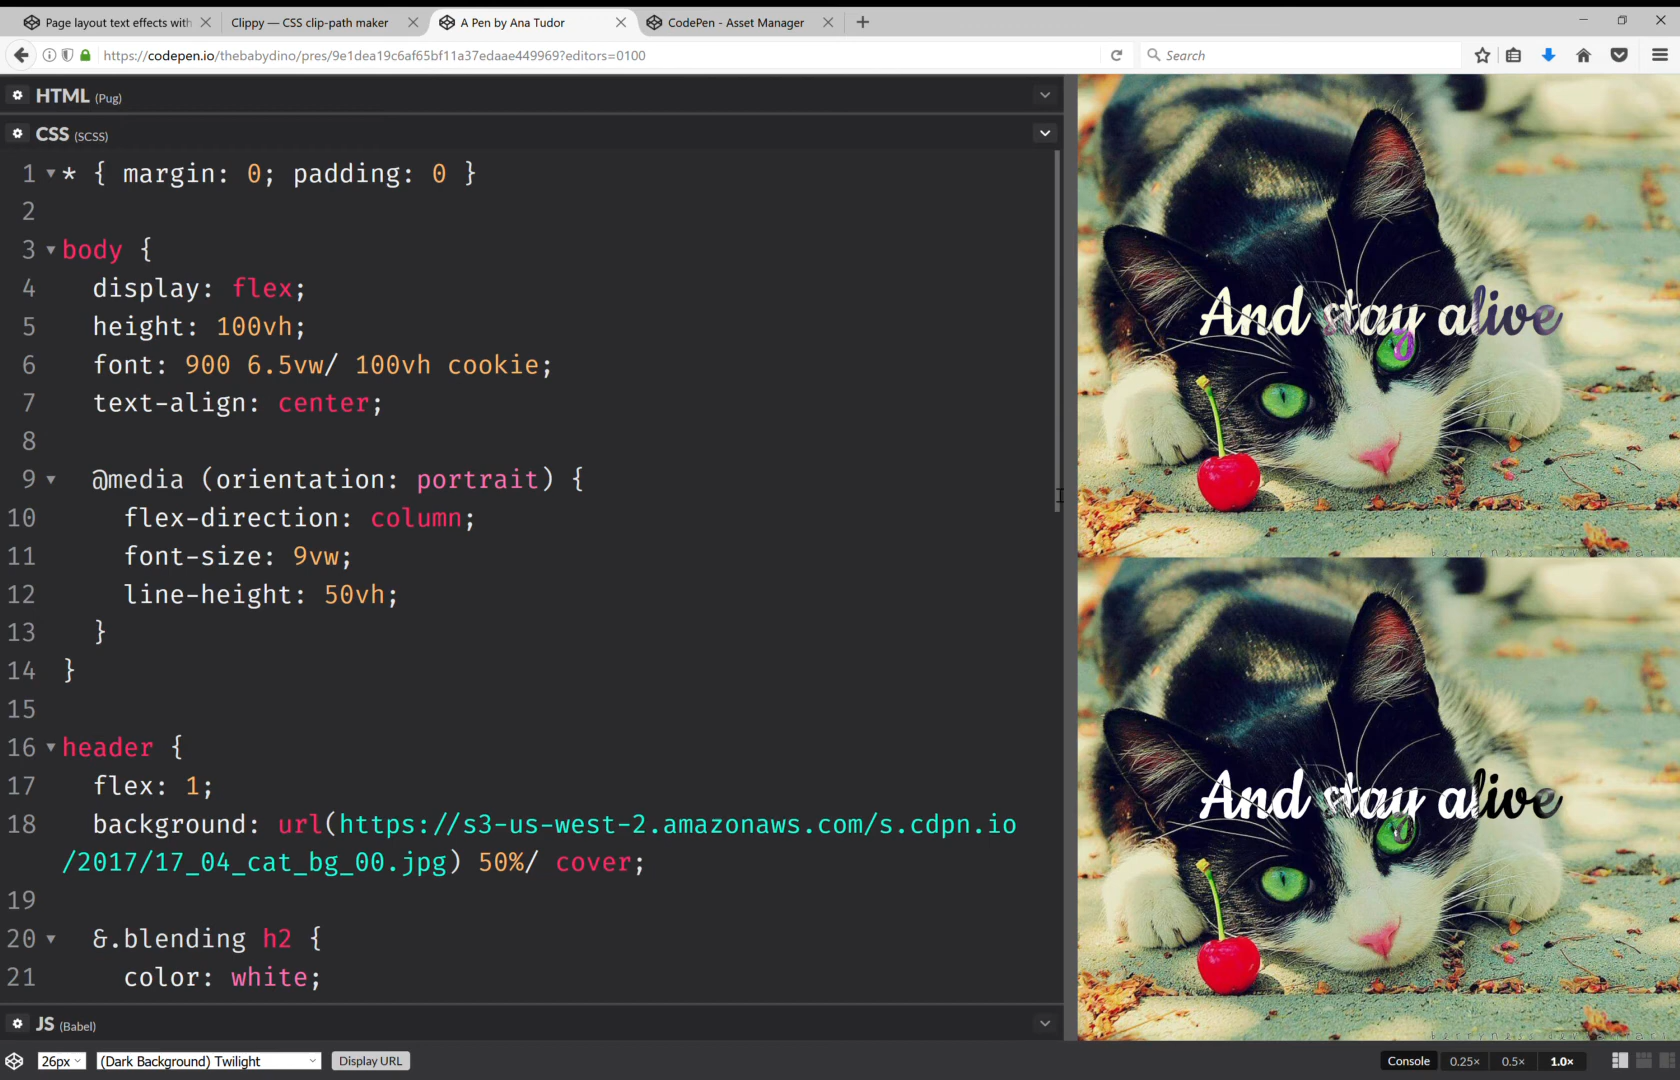 Page layout text effects with
Clippy — CSS clip-path maker
A Pen by Ana Tudor
CodePen - Asset Manager
https://codepen.io/thebabydino/pres/9e1dea19c6af65bf11a37edaae449969?editors=0100
Search
HTML (Pug)
CSS (SCSS)
1 * { margin: 0; padding: 0 }
2
3 body {
4 display: flex;
5 height: 100vh;
6 font: 900 6.5vw/ 100vh cookie;
7 text-align: center;
8
9 @media (orientation: portrait) {
10 flex-direction: column;
11 font-size: 9vw;
12 line-height: 50vh;
13 }
14 }
15
16 header {
17 flex: 1;
18 background: url(https://s3-us-west-2.amazonaws.com/s.cdpn.io
/2017/17_04_cat_bg_00.jpg) 50%/ cover;
19
20 &.blending h2 {
21 color: white;
JS (Babel)
And stay alive
And stay alive
26px
(Dark Background) Twilight
Display URL
Console
0.25×
0.5×
1.0×